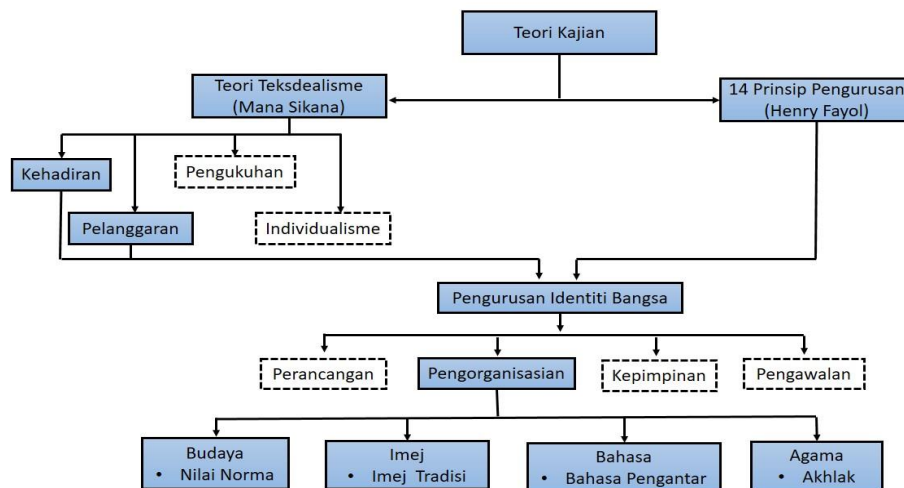 Teori Kajian
Teori Teksdealisme
(Mana Sikana)
14 Prinsip Pengurusan
(Henry Fayol)
Kehadiran
Pengukuhan
Pelanggaran
Individualisme
Pengurusan Identiti Bangsa
Perancangan
Pengorganisasian
Kepimpinan
Pengawalan
Budaya
• Nilai Norma
Imej
• Imej Tradisi
Bahasa
• Bahasa Pengantar
Agama
• Akhlak